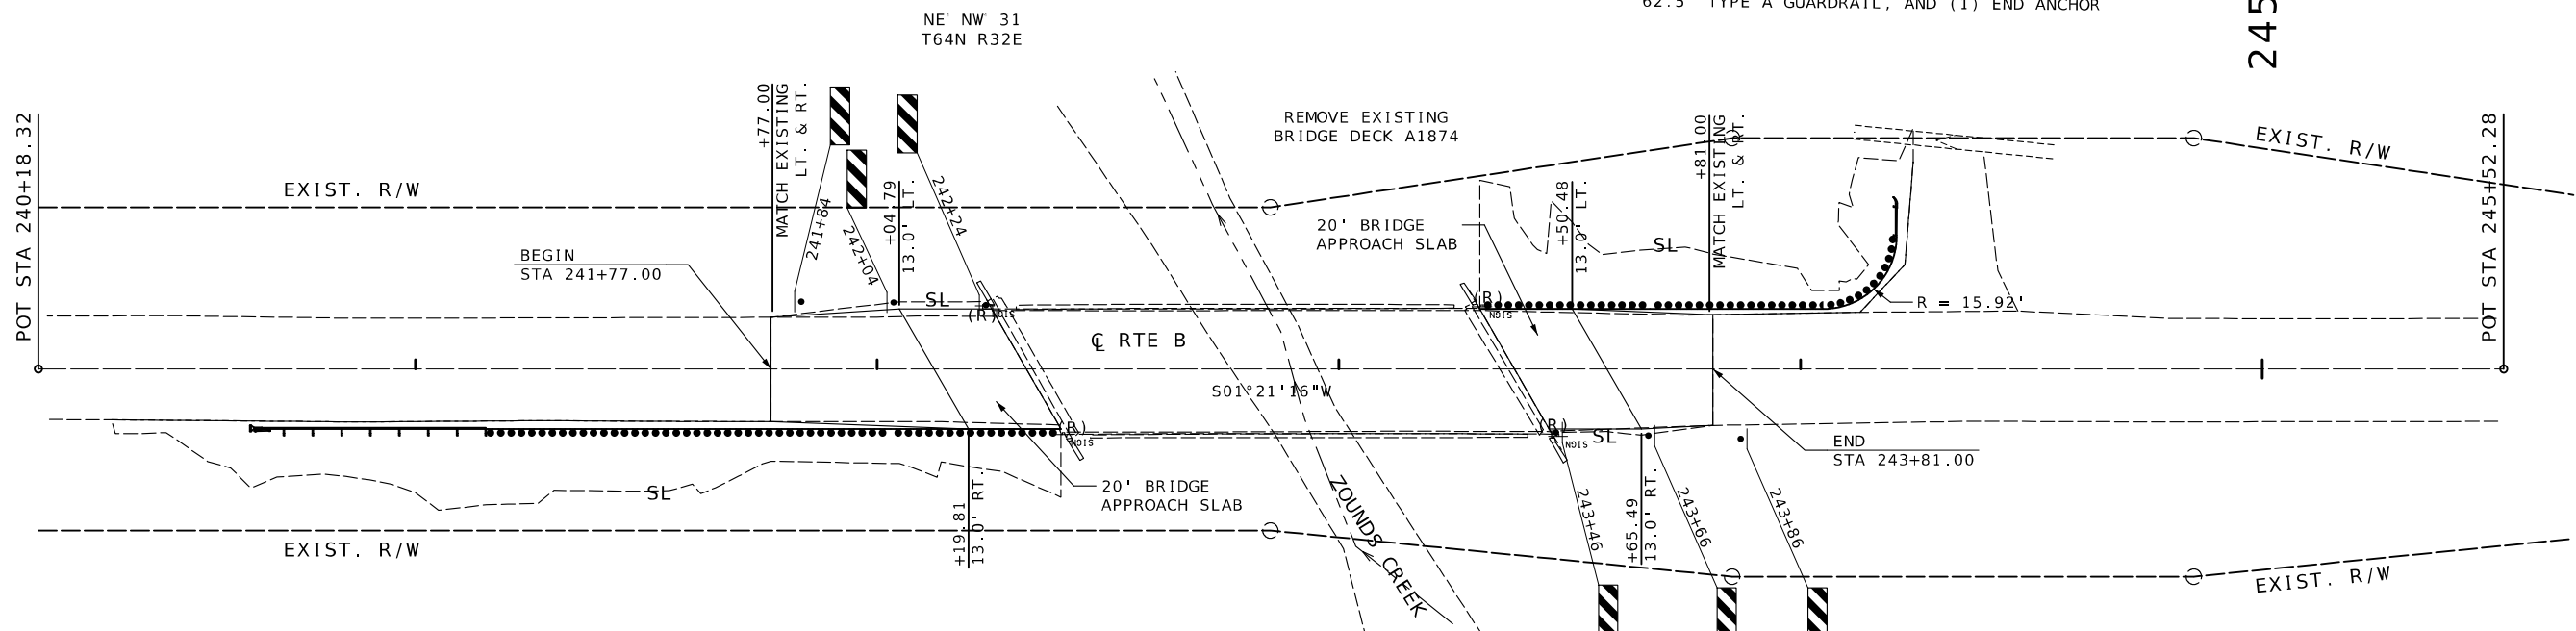 NE NW 31
T64N R32E
62.5' TYPE A GUARDRAIL, AND (1) END ANCHOR
245
POT STA 240+18.32
+77.00
MATCH EXISTING
LT. & RT.
241+84
242+04
+04.79
13.0' LT.
242+24
REMOVE EXISTING
BRIDGE DECK A1874
+81.00
MATCH EXISTING
LT. & RT.
EXIST. R/W
POT STA 245+52.28
EXIST. R/W
+50.48
13.0' LT.
20' BRIDGE
APPROACH SLAB
SL
BEGIN
STA 241+77.00
SL
(R)
SIGN
(R)
SIGN
R = 15.92'
℄ RTE B
S01°21'16"W
(R)
SIGN
(R)
SIGN
SL
END
STA 243+81.00
SL
20' BRIDGE
APPROACH SLAB
+19.81
13.0' RT.
ZOUNDS CREEK
243+46
+65.49
13.0' RT.
243+66
243+86
EXIST. R/W
EXIST. R/W